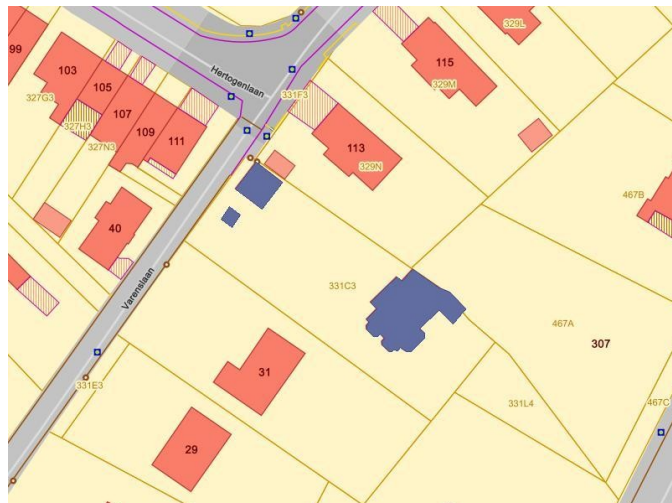 99
103
105
107
109
111
327G3
327H3
327N3
Hertogenlaan
331F3
115
329M
329L
113
329N
40
Varenslaan
331E3
31
29
331C3
467B
467A
307
331L4
467C